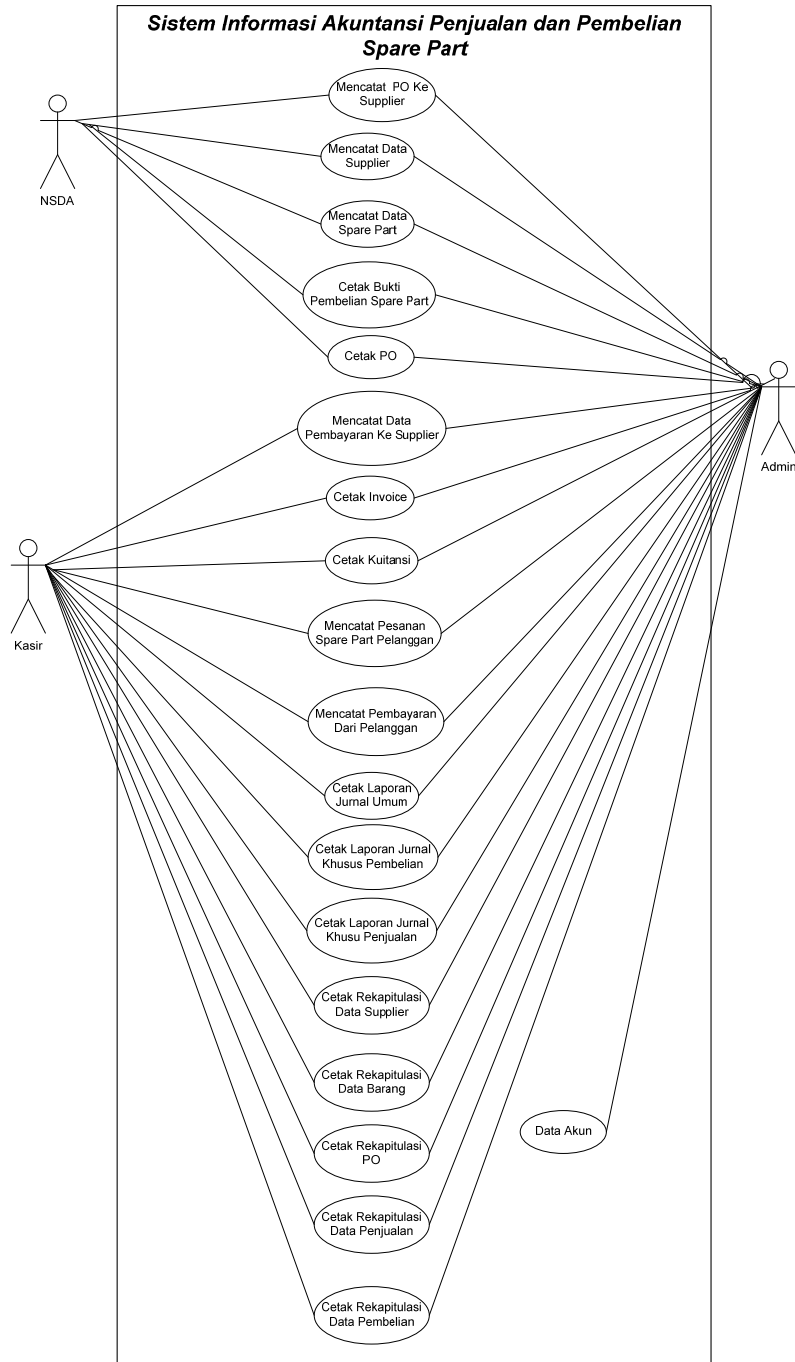 Sistem Informasi Akuntansi Penjualan dan Pembelian
Spare Part
Mencatat PO Ke
Supplier
NSDA
Mencatat Data
Supplier
Mencatat Data
Spare Part
Cetak Bukti
Pembelian Spare Part
Cetak PO
Admin
Mencatat Data
Pembayaran Ke Supplier
Cetak Invoice
Kasir
Cetak Kuitansi
Mencatat Pesanan
Spare Part Pelanggan
Mencatat Pembayaran
Dari Pelanggan
Cetak Laporan
Jurnal Umum
Cetak Laporan Jurnal
Khusus Pembelian
Cetak Laporan Jurnal
Khusu Penjualan
Cetak Rekapitulasi
Data Supplier
Cetak Rekapitulasi
Data Barang
Data Akun
Cetak Rekapitulasi
PO
Cetak Rekapitulasi
Data Penjualan
Cetak Rekapitulasi
Data Pembelian